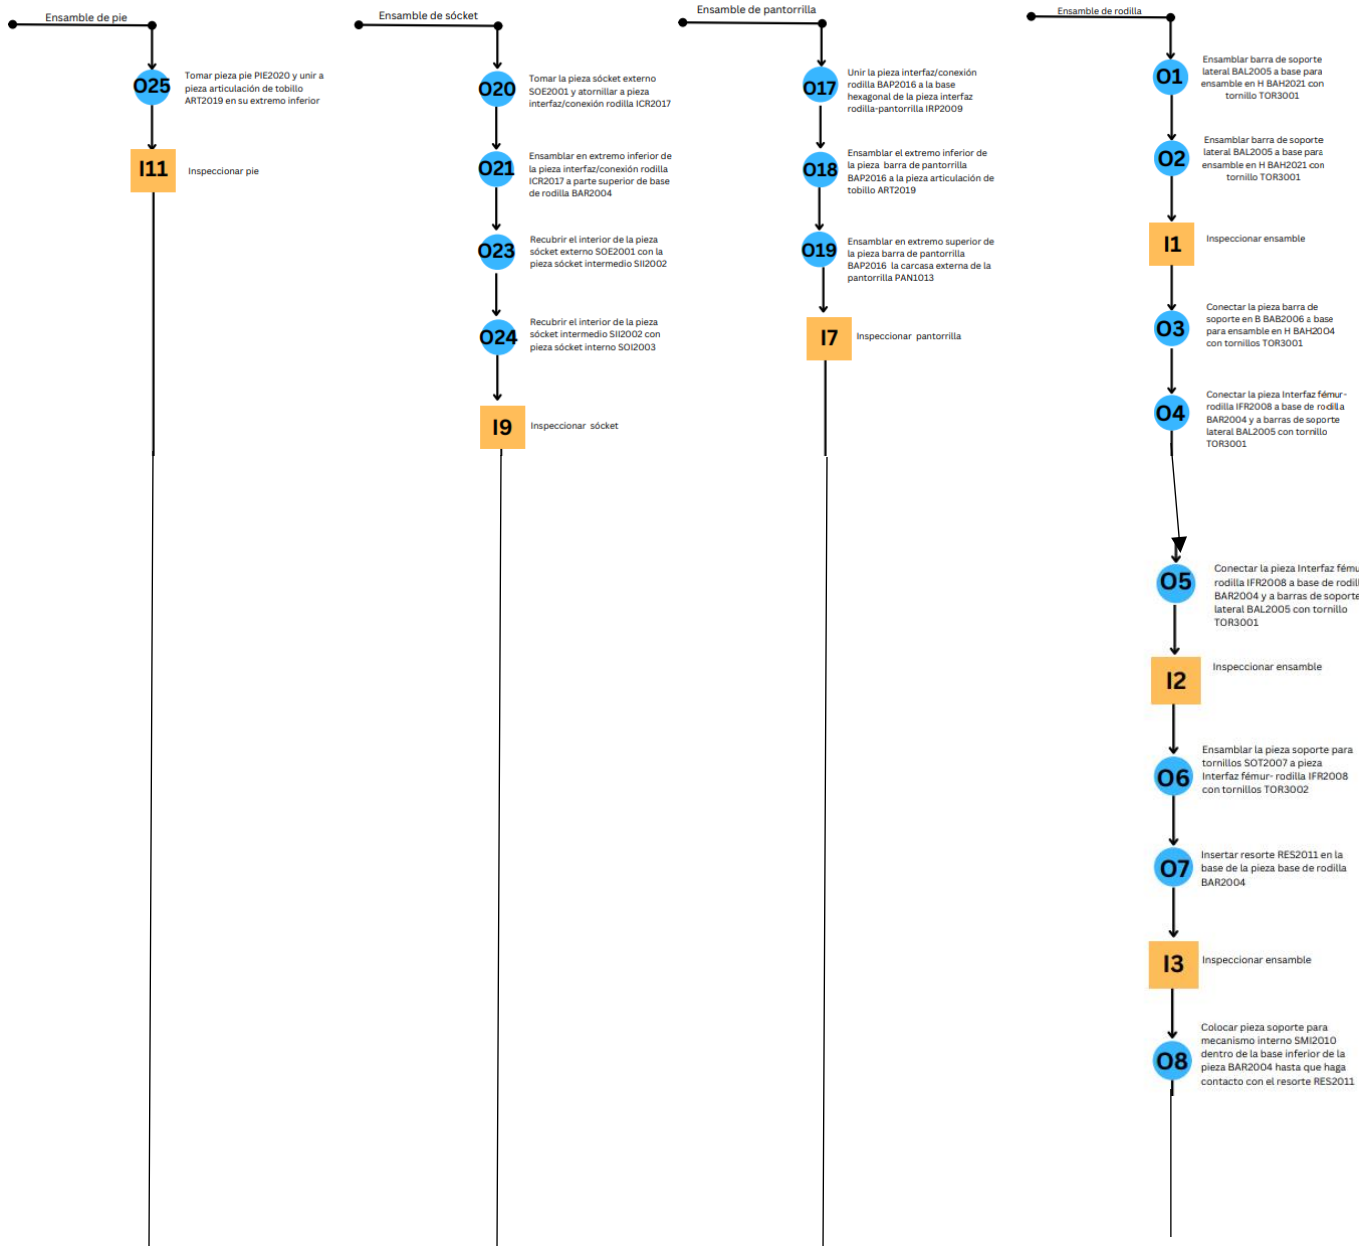 Ensamble de pie
O25
Tomar pieza pie PIE2020 y unir a
pieza articulación de tobillo
ART2019 en su extremo inferior
I11
Inspeccionar pie
Ensamble de sócket
O20
Tomar la pieza sócket externo
SOE2001 y atornillar a pieza
interfaz/conexión rodilla ICR2017
O21
Ensamblar en extremo inferior de
la pieza interfaz/conexión rodilla
ICR2017 a parte superior de base
de rodilla BAR2004
O23
Recubrir el interior de la pieza
sócket externo SOE2001 con la
pieza sócket intermedio SII2002
O24
Recubrir el interior de la pieza
sócket intermedio SII2002 con
pieza sócket interno SOI2003
I9
Inspeccionar sócket
Ensamble de pantorrilla
O17
Unir la pieza interfaz/conexión
rodilla BAP2016 a la base
hexagonal de la pieza interfaz
rodilla-pantorrilla IRP2009
O18
Ensamblar el extremo inferior de
la pieza barra de pantorrilla
BAP2016 a la pieza articulación de
tobillo ART2019
O19
Ensamblar en extremo superior de
la pieza barra de pantorrilla
BAP2016 la carcasa externa de la
pantorrilla PAN1013
I7
Inspeccionar pantorrilla
Ensamble de rodilla
O1
Ensamblar barra de soporte
lateral BAL2005 a base para
ensamble en H BAH2021 con
tornillo TOR3001
O2
Ensamblar barra de soporte
lateral BAL2005 a base para
ensamble en H BAH2021 con
tornillo TOR3001
I1
Inspeccionar ensamble
O3
Conectar la pieza barra de
soporte en B BAB2006 a base
para ensamble en H BAH2004
con tornillos TOR3001
O4
Conectar la pieza Interfaz fémur-
rodilla IFR2008 a base de rodilla
BAR2004 y a barras de soporte
lateral BAL2005 con tornillo
TOR3001
O5
Conectar la pieza Interfaz fému
rodilla IFR2008 a base de rodill
BAR2004 y a barras de soporte
lateral BAL2005 con tornillo
TOR3001
I2
Inspeccionar ensamble
O6
Ensamblar la pieza soporte para
tornillos SOT2007 a pieza
Interfaz fémur- rodilla IFR2008
con tornillos TOR3002
O7
Insertar resorte RES2011 en la
base de la pieza base de rodilla
BAR2004
I3
Inspeccionar ensamble
O8
Colocar pieza soporte para
mecanismo interno SMI2010
dentro de la base inferior de la
pieza BAR2004 hasta que haga
contacto con el resorte RES2011